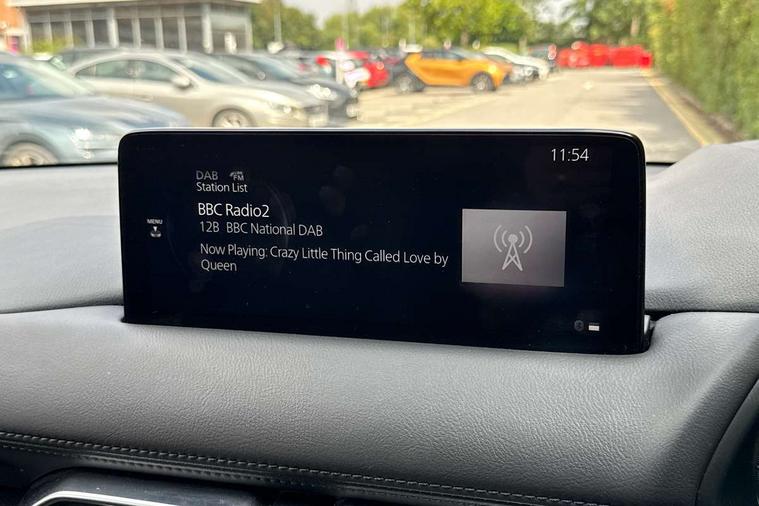 11:54
DAB FM
Station List
BBC Radio2
12B BBC National DAB
MENU
Now Playing: Crazy Little Thing Called Love by
Queen